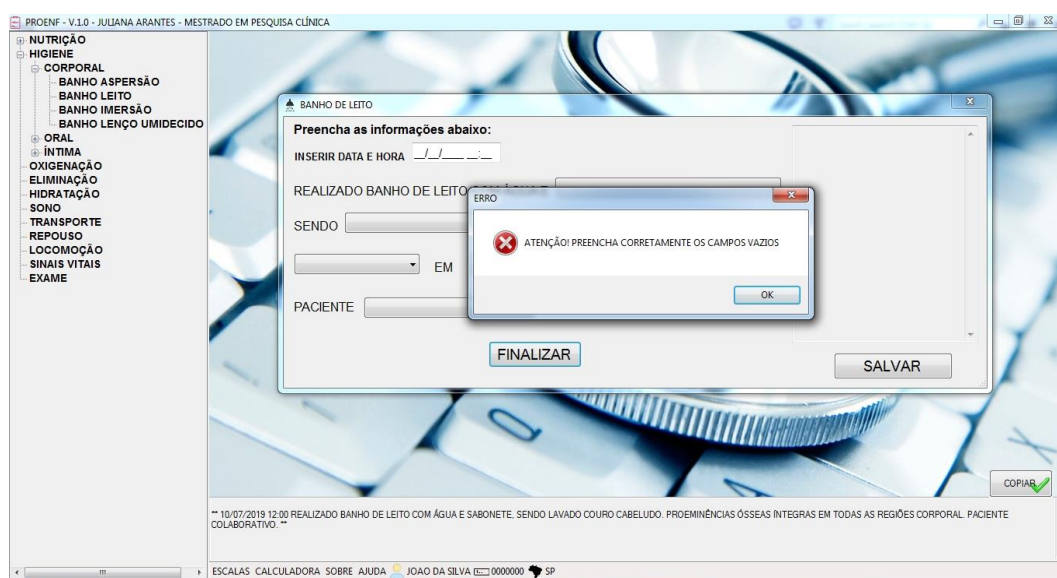 PROENF - V.1.0 - JULIANA ARANTES - MESTRADO EM PESQUISA CLÍNICA
NUTRIÇÃO
HIGIENE
CORPORAL
BANHO ASPERSÃO
BANHO LEITO
BANHO IMERSÃO
BANHO LENÇO UMIDECIDO
ORAL
ÍNTIMA
OXIGENAÇÃO
ELIMINAÇÃO
HIDRATAÇÃO
SONO
TRANSPORTE
REPOUSO
LOCOMOÇÃO
SINAIS VITAIS
EXAME
BANHO DE LEITO
Preencha as informações abaixo:
INSERIR DATA E HORA __/__/____ __:__
REALIZADO BANHO DE LEITO
SENDO
EM
PACIENTE
FINALIZAR
SALVAR
ERRO
ATENÇÃO! PREENCHA CORRETAMENTE OS CAMPOS VAZIOS
OK
COPIAR
** 10/07/2019 12:00 REALIZADO BANHO DE LEITO COM ÁGUA E SABONETE, SENDO LAVADO COURO CABELUDO. PROEMINÊNCIAS ÓSSEAS ÍNTEGRAS EM TODAS AS REGIÕES CORPORAL. PACIENTE
COLABORATIVO. **
ESCALAS CALCULADORA SOBRE AJUDA JOAO DA SILVA 0000000 SP